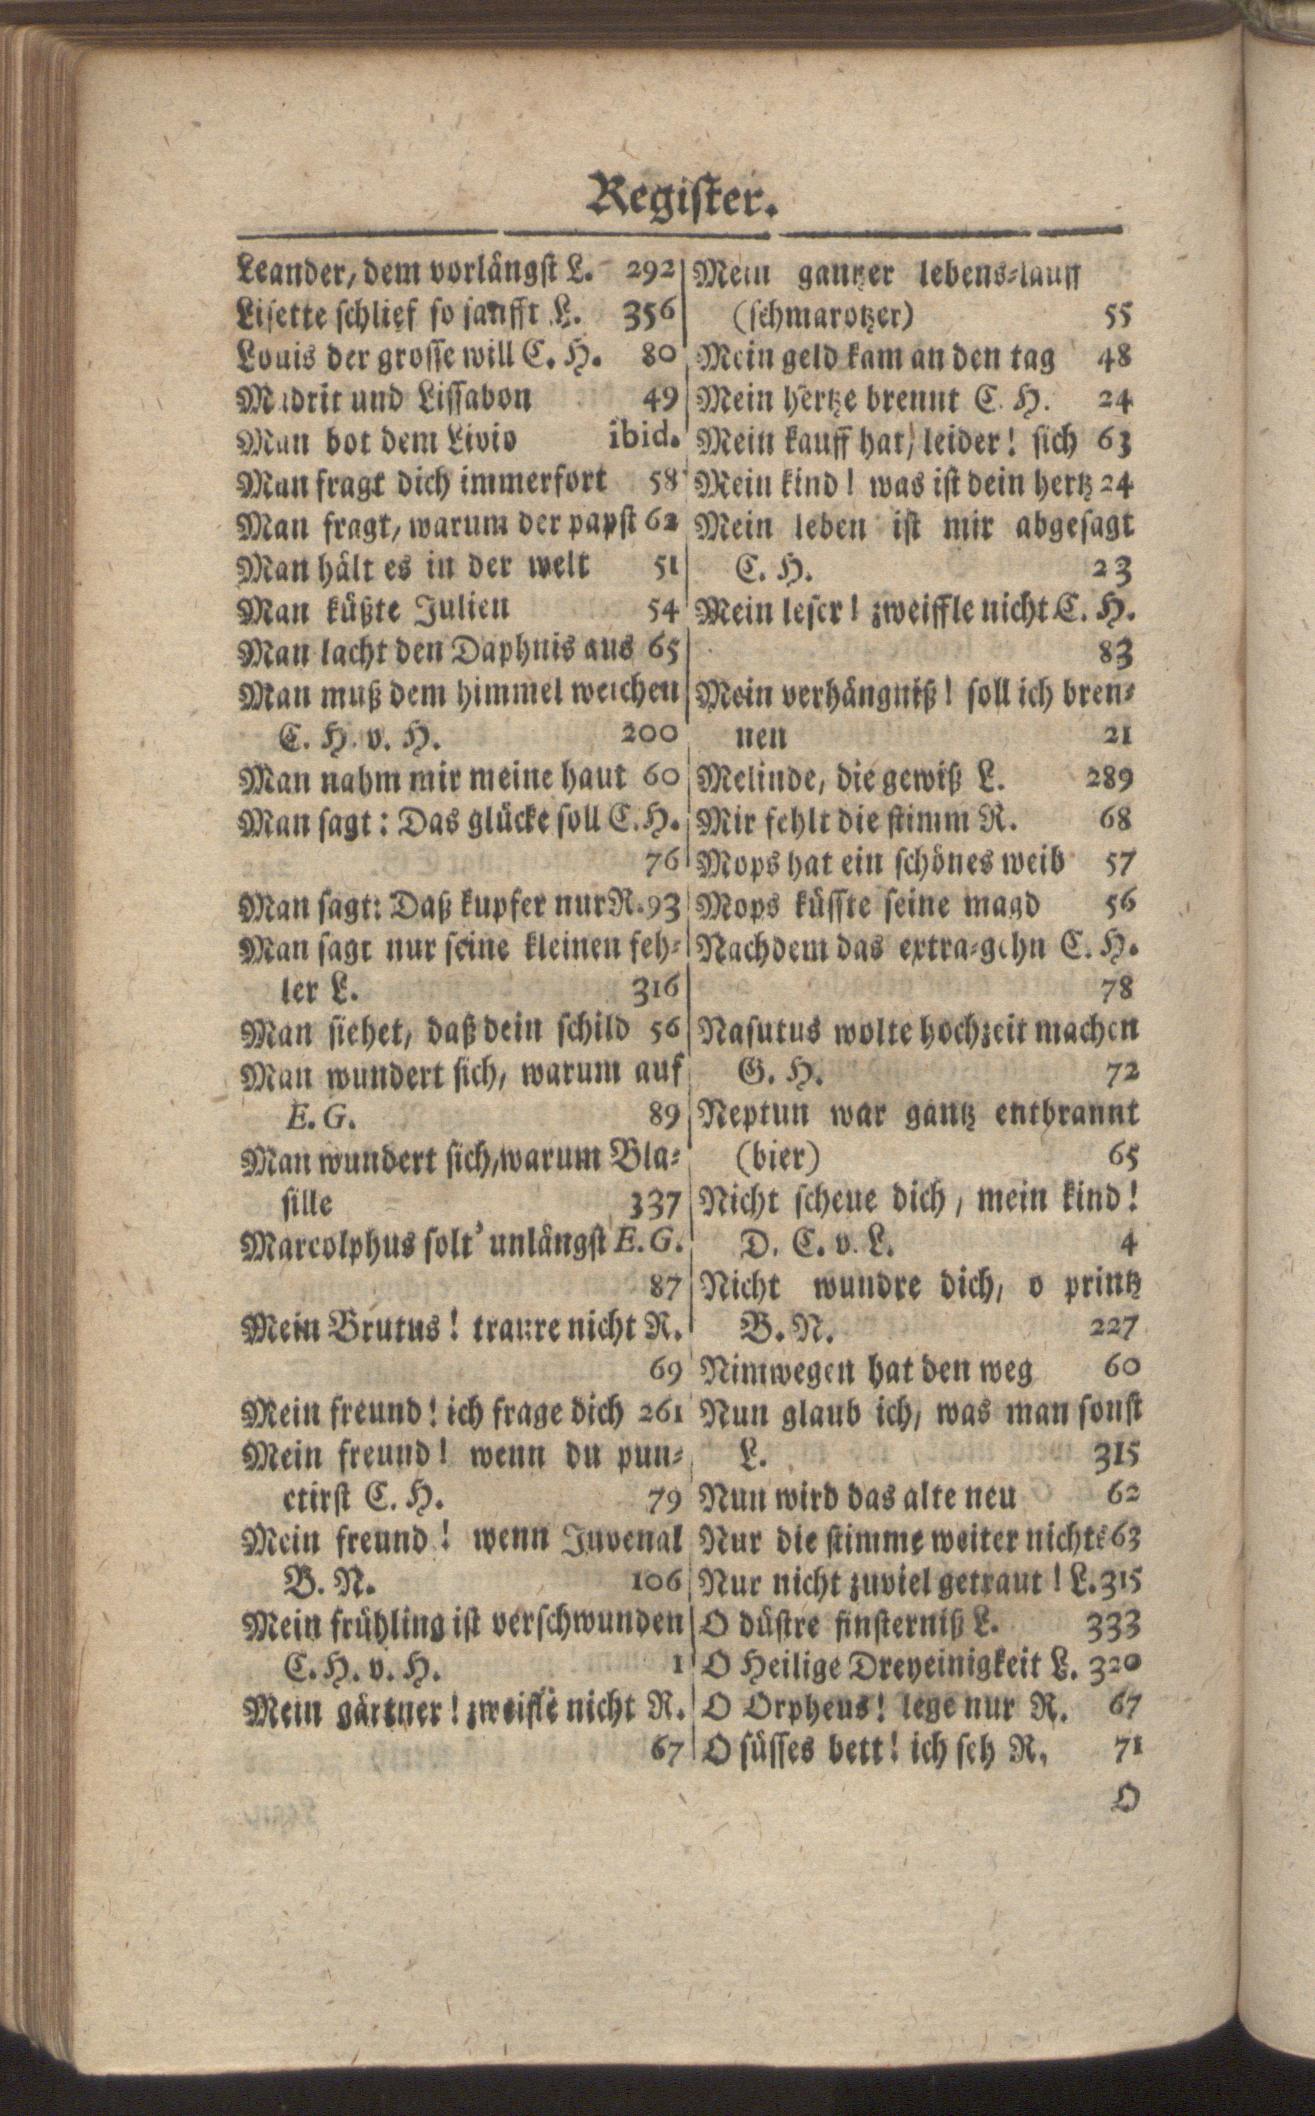 Register.
Leander, dem vorlängst L. 292
Lisette schlief so sanfft L. 356
Louis der grosse will C. H. 80
Madrit und Lissabon 49
Man bot dem Livio ibid.
Man fragt dich immerfort 58
Man fragt, warum der papst 62
Man hält es in der welt 51
Man küßte Julien 54
Man lacht den Daphnis aus 65
Man muß dem himmel weichen
C. H. v. H. 200
Man nahm mir meine haut 60
Man sagt: Das glücke soll C. H.
76
Man sagt: Daß kupfer nur R. 93
Man sagt nur seine kleinen feh-
ler L. 316
Man siehet, daß dein schild 56
Man wundert sich, warum auf
E. G. 89
Man wundert sich, warum Bla-
sille 337
Marcolphus solt' unlängst E. G.
87
Mein Brutus! traure nicht R.
69
Mein freund! ich frage dich 261
Mein freund! wenn du pun-
ctirst C. H. 79
Mein freund! wenn Juvenal
B. N. 106
Mein frühling ist verschwunden
C. H. v. H. 1
Mein gärtner! zweifle nicht R.
67
Mein gantzer lebens-lauff
(schmarotzer) 55
Mein geld kam an den tag 48
Mein hertze brennt C. H. 24
Mein kauff hat, leider! sich 63
Mein kind! was ist dein hertz 24
Mein leben ist mir abgesagt
C. H. 23
Mein leser! zweiffle nicht C. H.
83
Mein verhängniß! soll ich bren-
nen 21
Melinde, die gewiß L. 289
Mir fehlt die stimm R. 68
Mops hat ein schönes weib 57
Mops küsste seine magd 56
Nachdem das extra-gehn C. H.
78
Nasutus wolte hochzeit machen
G. H. 72
Neptun war gantz entbrannt
(bier) 65
Nicht scheue dich, mein kind!
D. C. v. L. 4
Nicht wundre dich, o printz
B. N. 227
Nimwegen hat den weg 60
Nun glaub ich, was man sonst
L. 315
Nun wird das alte neu 62
Nur die stimme weiter nichts 63
Nur nicht zuviel getraut! L. 315
O düstre finsterniß L. 333
O Heilige Dreyeinigkeit L. 320
O Orpheus! lege nur R. 67
O süsses bett! ich seh R. 71
O